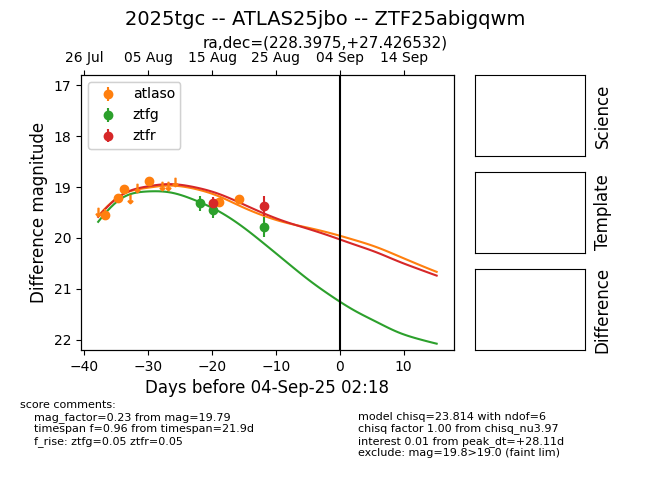 2025tgc -- ATLAS25jbo -- ZTF25abigqwm
ra,dec=(228.3975,+27.426532)
26 Jul 05 Aug 15 Aug 25 Aug 04 Sep 14 Sep
atlaso
ztfg
ztfr
17
18
19
20
21
22
Difference magnitude
−40 −30 −20 −10 0 10
Days before 04-Sep-25 02:18
Science
Template
Difference
score comments:
mag_factor=0.23 from mag=19.79
timespan f=0.96 from timespan=21.9d
f_rise: ztfg=0.05 ztfr=0.05
model chisq=23.814 with ndof=6
chisq factor 1.00 from chisq_nu3.97
interest 0.01 from peak_dt=+28.11d
exclude: mag=19.8>19.0 (faint lim)